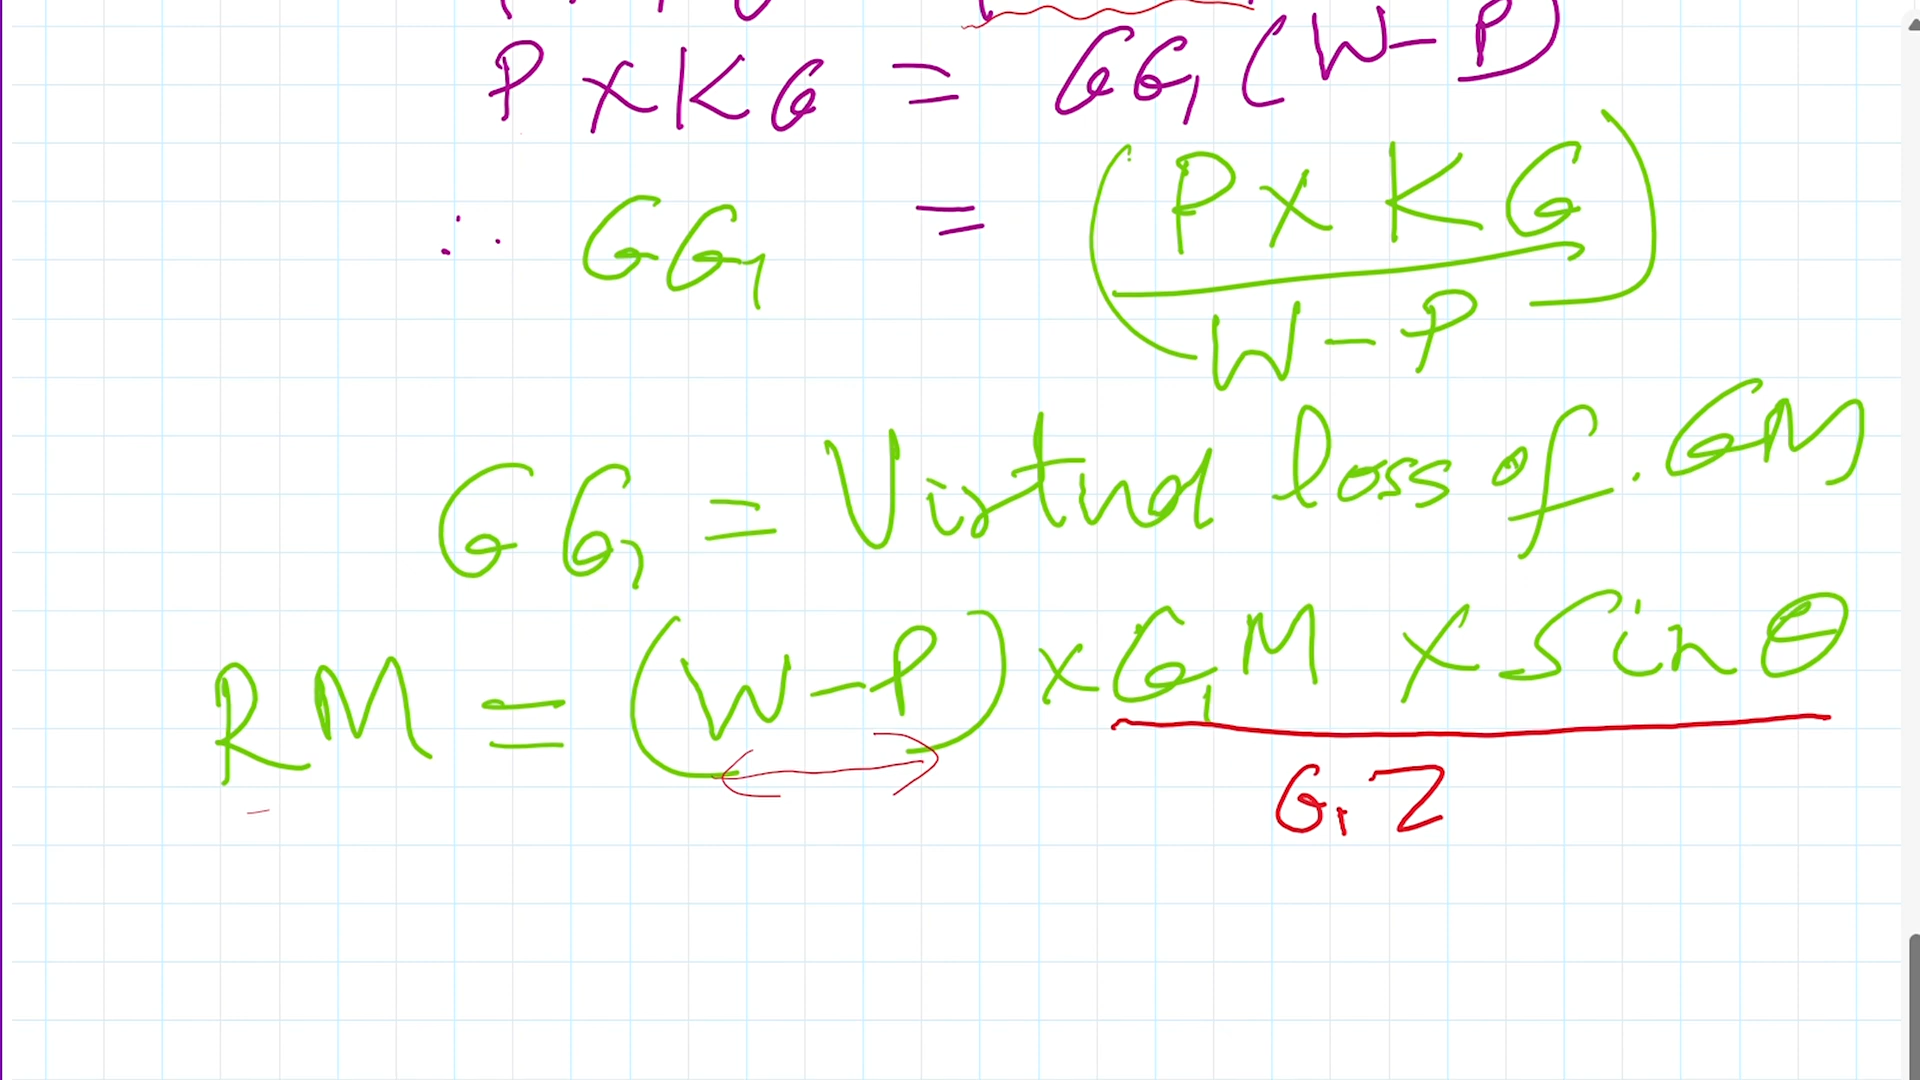 P × KG = GG₁ (W - P)
∴ GG₁ = (P × KG / W - P)
GG₁ = Virtual loss of . GM
RM = (W - P) × G₁M × Sin θ
G₁Z